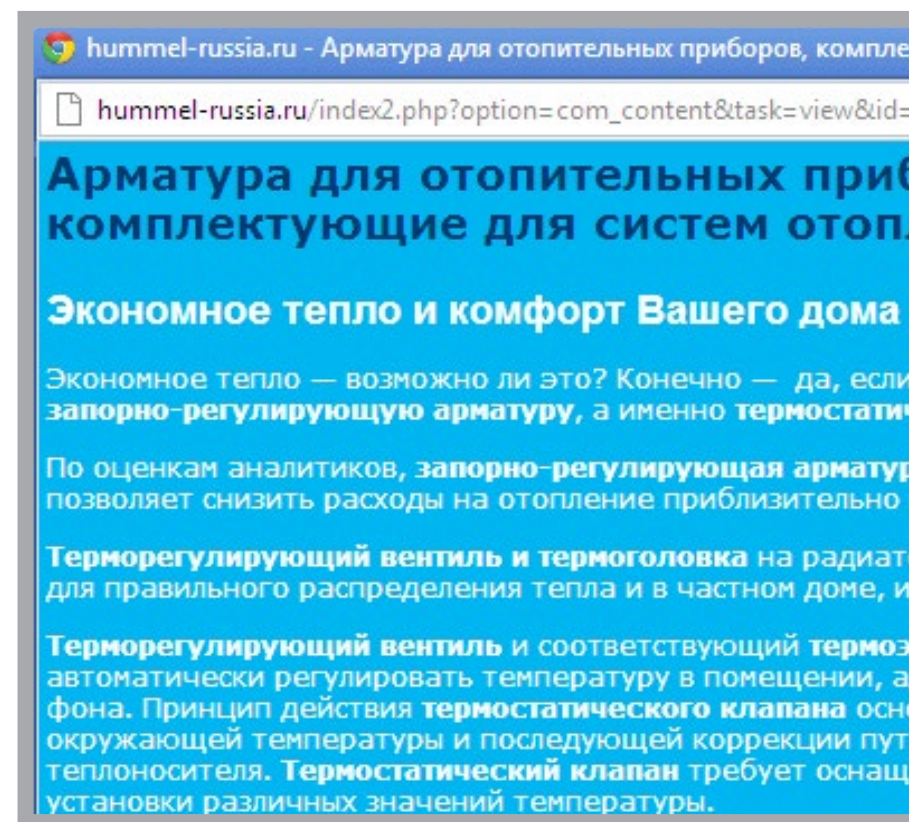 hummel-russia.ru - Арматура для отопительных приборов, компле
hummel-russia.ru/index2.php?option=com_content&task=view&id=
Арматура для отопительных приб
комплектующие для систем отоп
Экономное тепло и комфорт Вашего дома
Экономное тепло — возможно ли это? Конечно — да, если
запорно-регулирующую арматуру, а именно термостати
По оценкам аналитиков, запорно-регулирующая арматур
позволяет снизить расходы на отопление приблизительно
Терморегулирующий вентиль и термоголовка на радиат
для правильного распределения тепла и в частном доме, и
Терморегулирующий вентиль и соответствующий термоэ
автоматически регулировать температуру в помещении, а
фона. Принцип действия термостатического клапана осн
окружающей температуры и последующей коррекции пут
теплоносителя. Термостатический клапан требует оснащ
установки различных значений температуры.